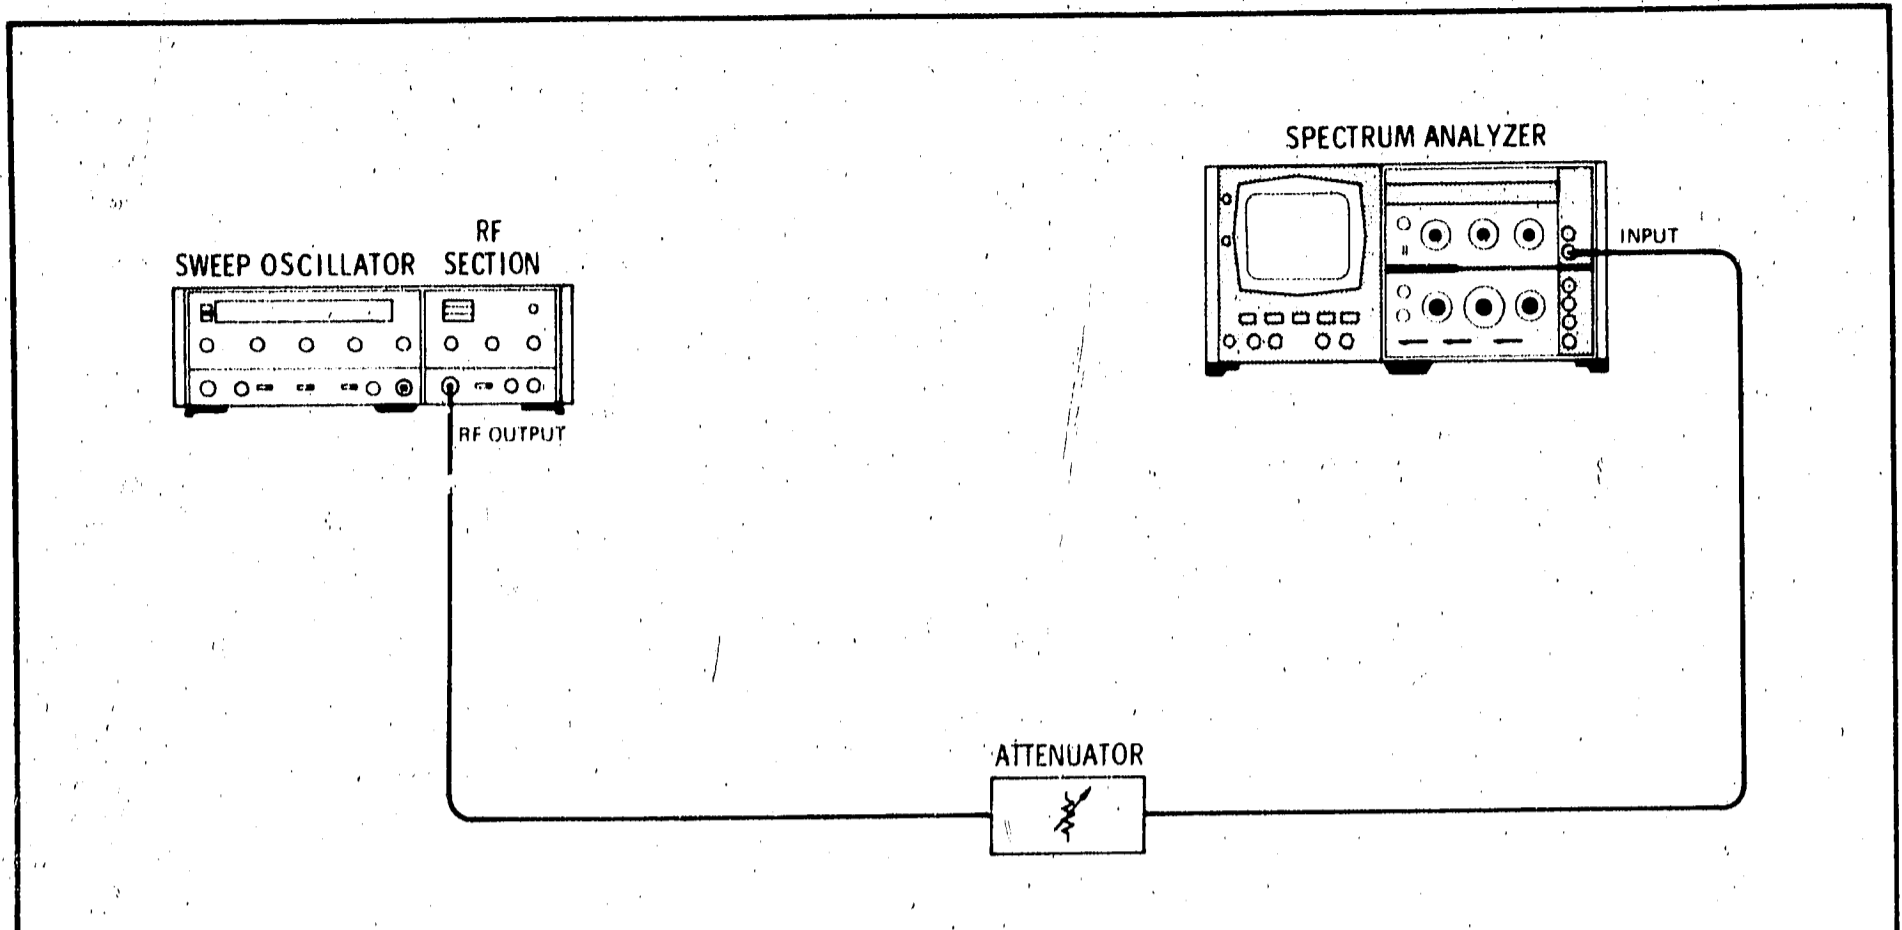 SPECTRUM ANALYZER
INPUT
RF
SWEEP OSCILLATOR SECTION
RF OUTPUT
ATTENUATOR